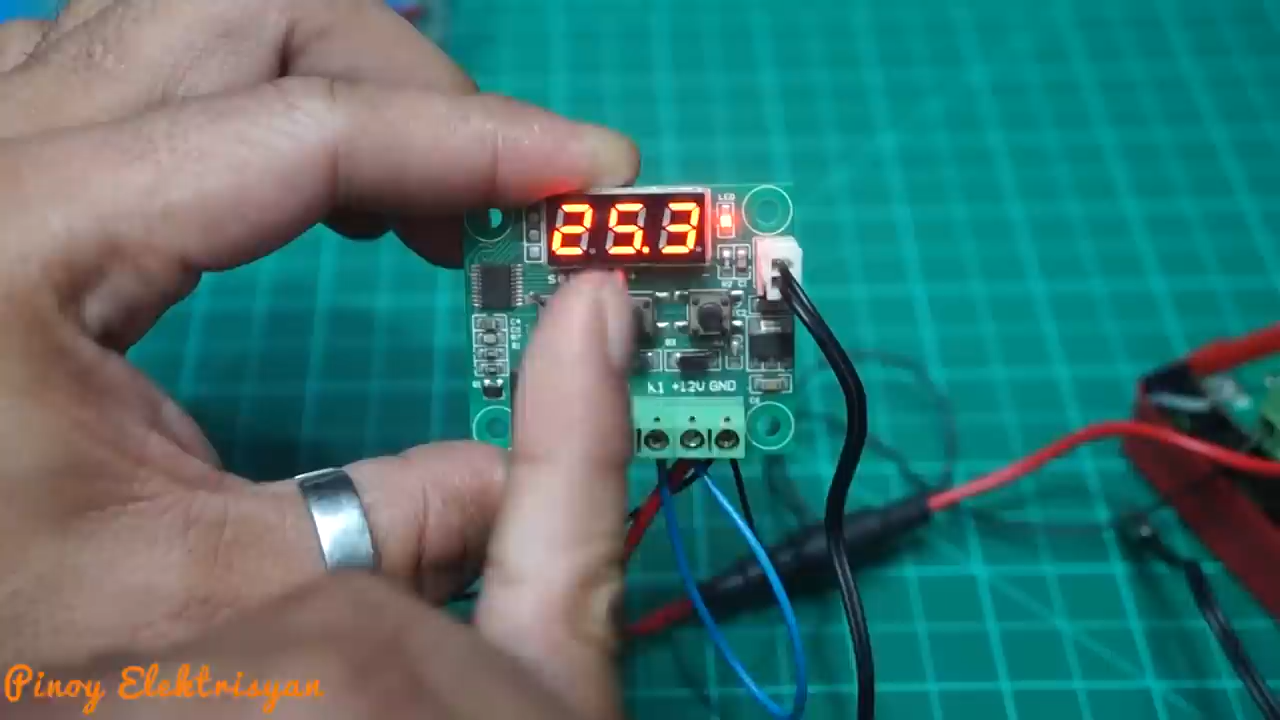 25.3
LED
K1 +12V GND
Pinoy Elektrisyan